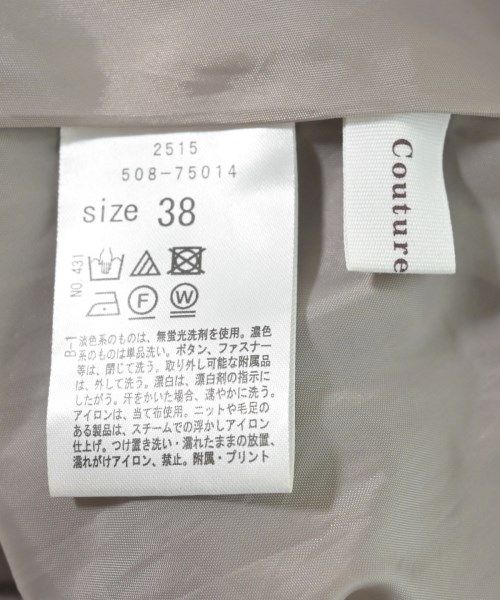 2515
508-75014
size 38
NO. 431
F
W
B-1
淡色系のものは、無蛍光洗剤を使用。濃色
系のものは単品洗い。ボタン、ファスナー
等は、閉じて洗う。取り外し可能な附属品
は、外して洗う。漂白は、漂白剤の指示に
したがう。汗をかいた場合、速やかに洗う。
アイロンは、当て布使用。ニットや毛足の
ある製品は、スチームでの浮かしアイロン
仕上げ。つけ置き洗い・濡れたままの放置、
濡れがけアイロン、禁止。附属・プリント
Couture